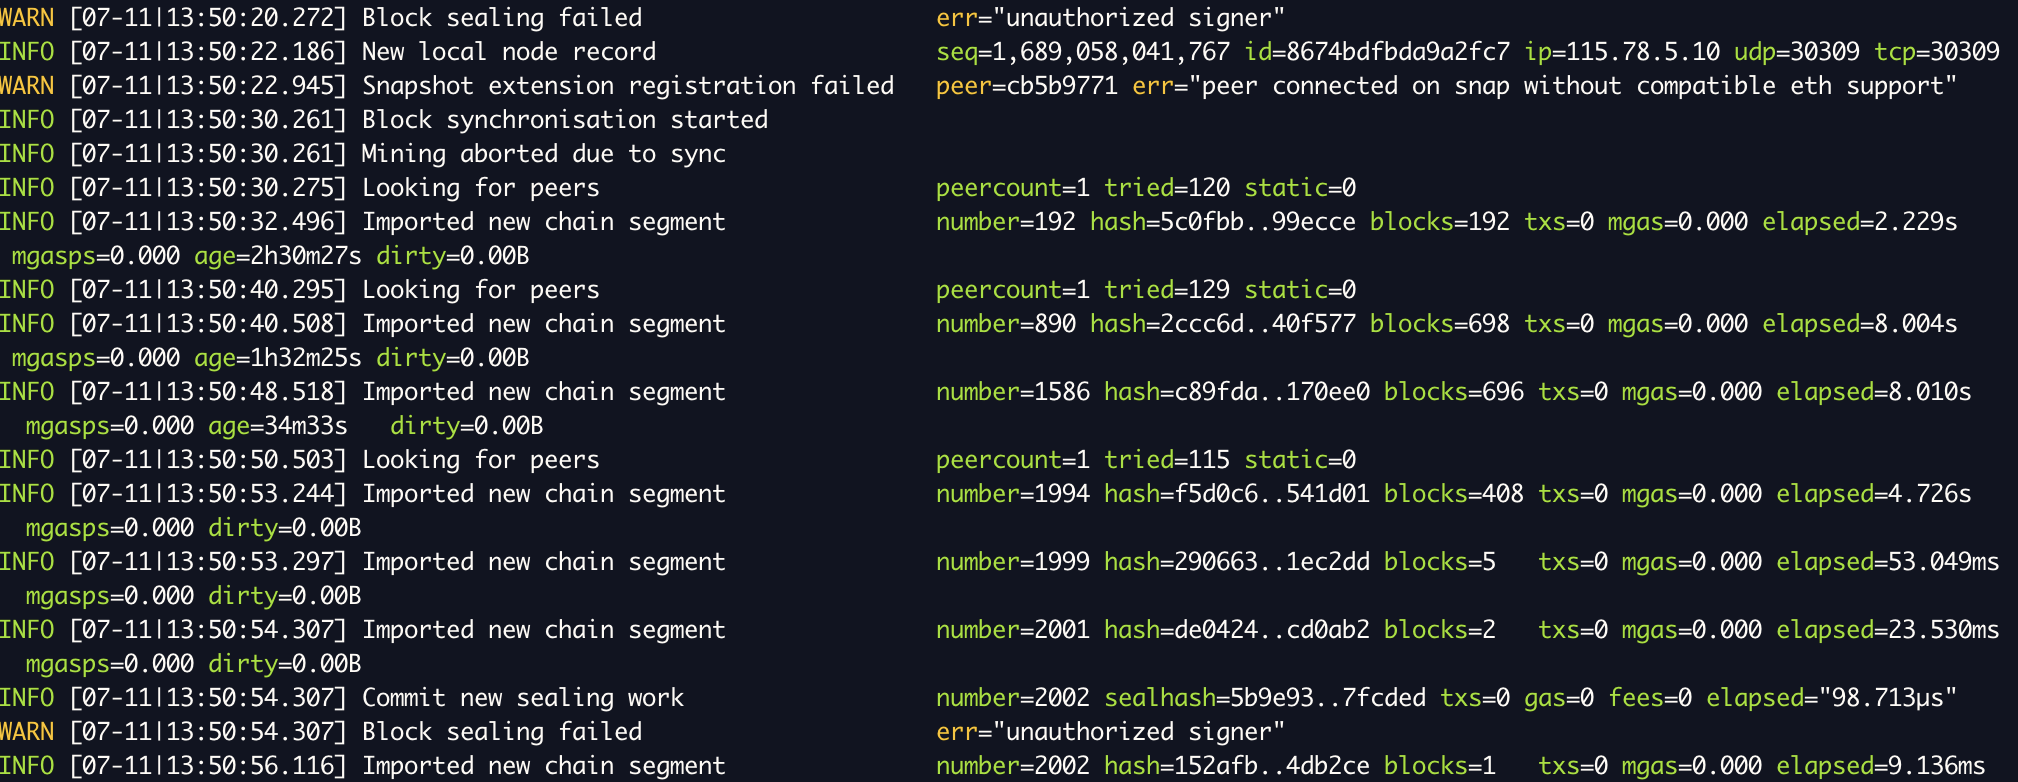 WARN [07-11|13:50:20.272] Block sealing failed err="unauthorized signer"
INFO [07-11|13:50:22.186] New local node record seq=1,689,058,041,767 id=8674bdfbda9a2fc7 ip=115.78.5.10 udp=30309 tcp=30309
WARN [07-11|13:50:22.945] Snapshot extension registration failed peer=cb5b9771 err="peer connected on snap without compatible eth support"
INFO [07-11|13:50:30.261] Block synchronisation started
INFO [07-11|13:50:30.261] Mining aborted due to sync
INFO [07-11|13:50:30.275] Looking for peers peercount=1 tried=120 static=0
INFO [07-11|13:50:32.496] Imported new chain segment number=192 hash=5c0fbb..99ecce blocks=192 txs=0 mgas=0.000 elapsed=2.229s
mgasps=0.000 age=2h30m27s dirty=0.00B
INFO [07-11|13:50:40.295] Looking for peers peercount=1 tried=129 static=0
INFO [07-11|13:50:40.508] Imported new chain segment number=890 hash=2ccc6d..40f577 blocks=698 txs=0 mgas=0.000 elapsed=8.004s
mgasps=0.000 age=1h32m25s dirty=0.00B
INFO [07-11|13:50:48.518] Imported new chain segment number=1586 hash=c89fda..170ee0 blocks=696 txs=0 mgas=0.000 elapsed=8.010s
mgasps=0.000 age=34m33s dirty=0.00B
INFO [07-11|13:50:50.503] Looking for peers peercount=1 tried=115 static=0
INFO [07-11|13:50:53.244] Imported new chain segment number=1994 hash=f5d0c6..541d01 blocks=408 txs=0 mgas=0.000 elapsed=4.726s
mgasps=0.000 dirty=0.00B
INFO [07-11|13:50:53.297] Imported new chain segment number=1999 hash=290663..1ec2dd blocks=5 txs=0 mgas=0.000 elapsed=53.049ms
mgasps=0.000 dirty=0.00B
INFO [07-11|13:50:54.307] Imported new chain segment number=2001 hash=de0424..cd0ab2 blocks=2 txs=0 mgas=0.000 elapsed=23.530ms
mgasps=0.000 dirty=0.00B
INFO [07-11|13:50:54.307] Commit new sealing work number=2002 sealhash=5b9e93..7fcded txs=0 gas=0 fees=0 elapsed="98.713µs"
WARN [07-11|13:50:54.307] Block sealing failed err="unauthorized signer"
INFO [07-11|13:50:56.116] Imported new chain segment number=2002 hash=152afb..4db2ce blocks=1 txs=0 mgas=0.000 elapsed=9.136ms